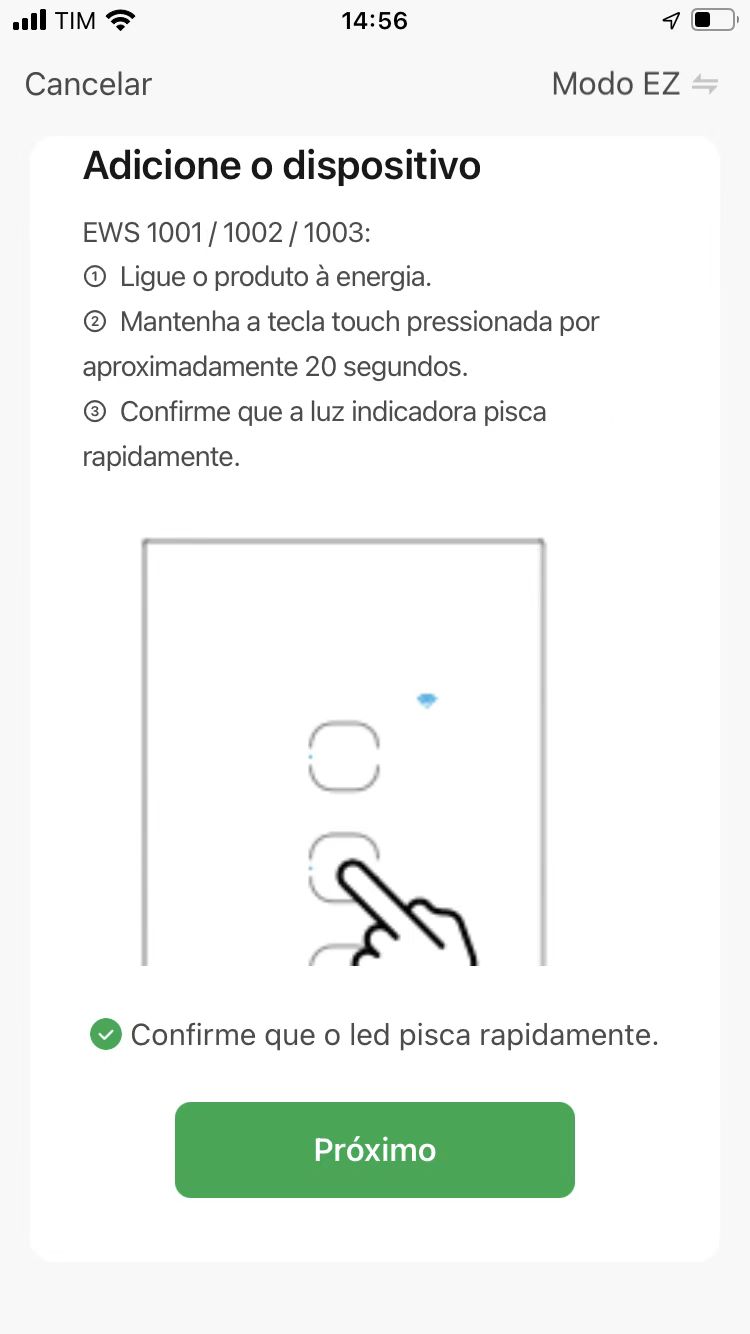 TIM 14:56
Cancelar Modo EZ
Adicione o dispositivo
EWS 1001 / 1002 / 1003:
① Ligue o produto à energia.
② Mantenha a tecla touch pressionada por
aproximadamente 20 segundos.
③ Confirme que a luz indicadora pisca
rapidamente.
Confirme que o led pisca rapidamente.
Próximo